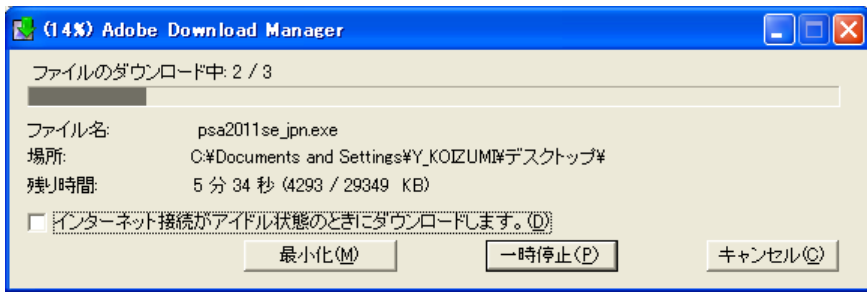 (14%) Adobe Download Manager
ファイルのダウンロード中: 2 / 3
ファイル名: psa2011se_jpn.exe
場所: C:¥Documents and Settings¥Y_KOIZUMI¥デスクトップ¥
残り時間: 5 分 34 秒 (4293 / 29349 KB)
インターネット接続がアイドル状態のときにダウンロードします。(D)
最小化(M) 一時停止(P) キャンセル(C)